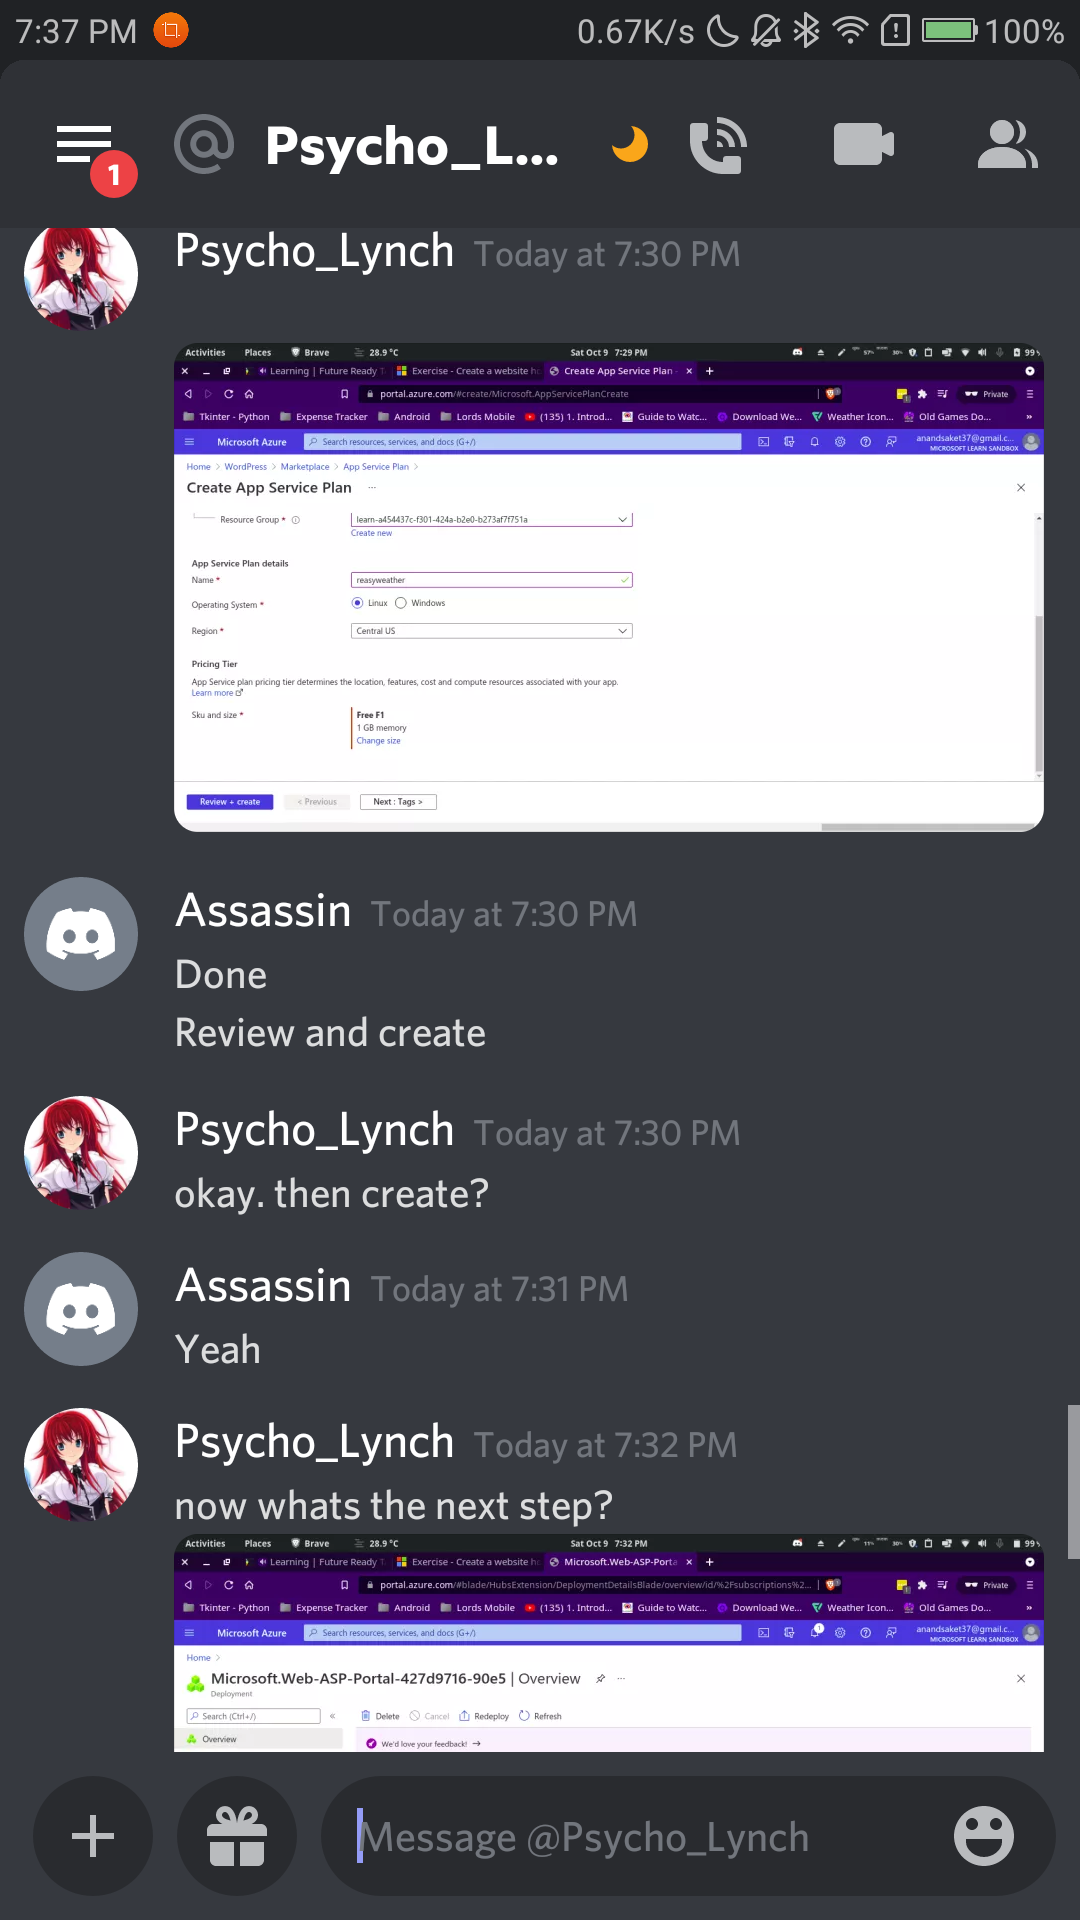 7:37 PM 0.67K/s 100%
1
Psycho_L...
Psycho_Lynch Today at 7:30 PM
Activities Places Brave 28.9 °C Sat Oct 9 7:29 PM
Learning | Future Ready T Exercise - Create a website h Create App Service Plan -
portal.azure.com/#create/Microsoft.AppServicePlanCreate Private
Tkinter - Python Expense Tracker Android Lords Mobile (135) 1. Introd... Guide to Watc... Download We... Weather Icon... Old Games Do... »
Microsoft Azure Search resources, services, and docs (G+/) anandsaket37@gmail.c...
MICROSOFT LEARN SANDBOX
Home > WordPress > Marketplace > App Service Plan >
Create App Service Plan ...
Resource Group * learn-a454437c-f301-424a-b2e0-b273af7f751a
Create new
App Service Plan details
Name * reasyweather
Operating System * Linux Windows
Region * Central US
Pricing Tier
App Service plan pricing tier determines the location, features, cost and compute resources associated with your app.
Learn more
Sku and size * Free F1
1 GB memory
Change size
Review + create < Previous Next : Tags >
Assassin Today at 7:30 PM
Done
Review and create
Psycho_Lynch Today at 7:30 PM
okay. then create?
Assassin Today at 7:31 PM
Yeah
Psycho_Lynch Today at 7:32 PM
now whats the next step?
Activities Places Brave 28.9 °C Sat Oct 9 7:32 PM
Learning | Future Ready T Exercise - Create a website h Microsoft.Web-ASP-Porta
portal.azure.com/#blade/HubsExtension/DeploymentDetailsBlade/overview/id/%2Fsubscriptions%2... Private
Tkinter - Python Expense Tracker Android Lords Mobile (135) 1. Introd... Guide to Watc... Download We... Weather Icon... Old Games Do... »
Microsoft Azure Search resources, services, and docs (G+/) 1 anandsaket37@gmail.c...
MICROSOFT LEARN SANDBOX
Home >
Microsoft.Web-ASP-Portal-427d9716-90e5 | Overview ...
Deployment
Search (Ctrl+/) « Delete Cancel Redeploy Refresh
Overview We'd love your feedback! →
Message @Psycho_Lynch